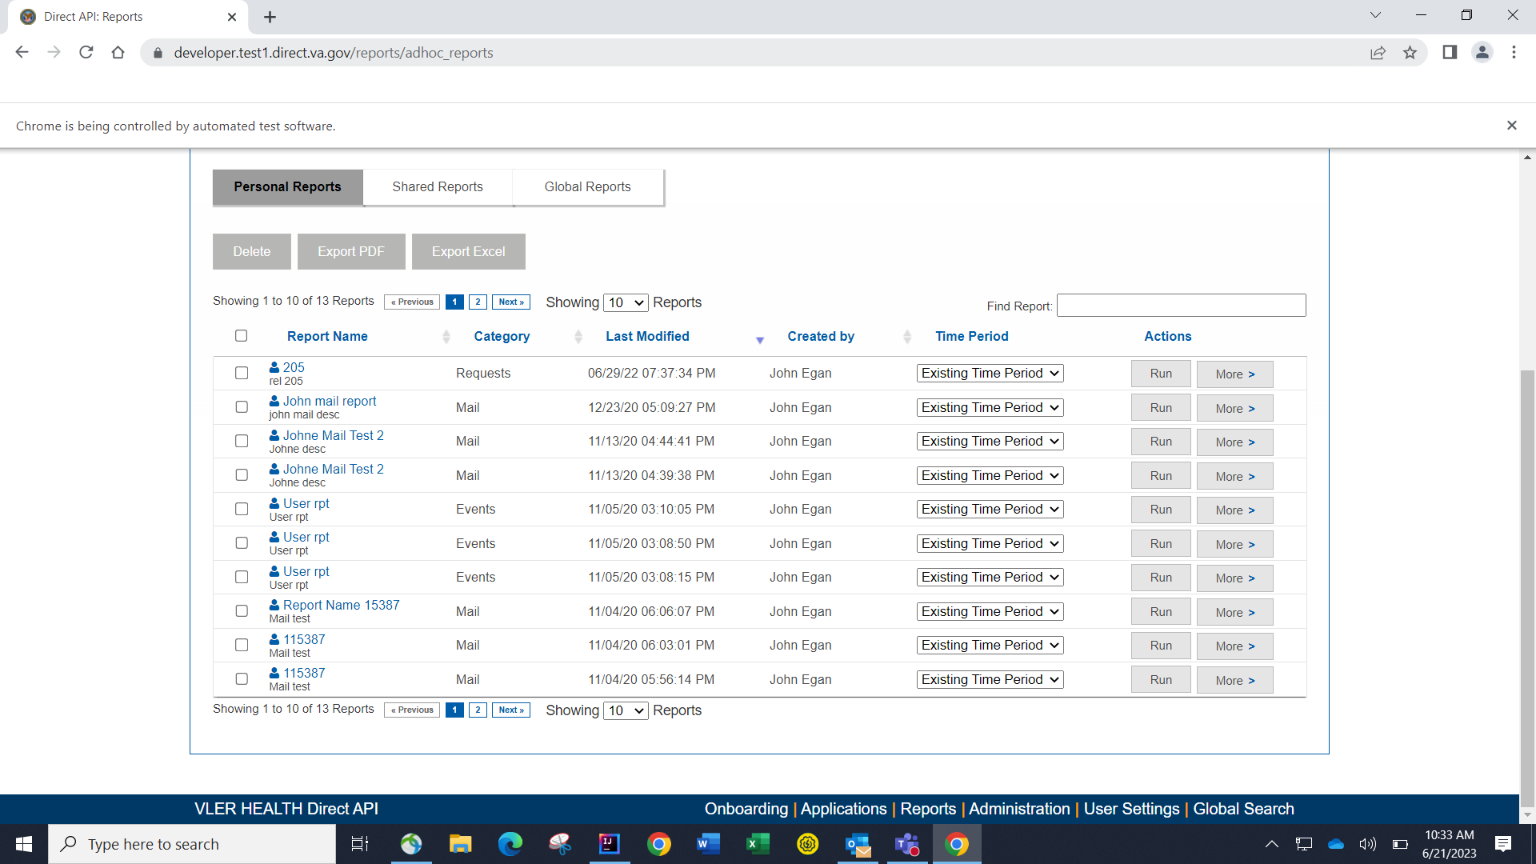 Direct API: Reports
developer.test1.direct.va.gov/reports/adhoc_reports
Chrome is being controlled by automated test software.
Personal Reports Shared Reports Global Reports
Delete Export PDF Export Excel
Showing 1 to 10 of 13 Reports « Previous 1 2 Next » Showing 10 Reports Find Report:
Report Name Category Last Modified Created by Time Period Actions
205 Requests 06/29/22 07:37:34 PM John Egan Existing Time Period Run More >
rel 205
John mail report Mail 12/23/20 05:09:27 PM John Egan Existing Time Period Run More >
john mail desc
Johne Mail Test 2 Mail 11/13/20 04:44:41 PM John Egan Existing Time Period Run More >
Johne desc
Johne Mail Test 2 Mail 11/13/20 04:39:38 PM John Egan Existing Time Period Run More >
Johne desc
User rpt Events 11/05/20 03:10:05 PM John Egan Existing Time Period Run More >
User rpt
User rpt Events 11/05/20 03:08:50 PM John Egan Existing Time Period Run More >
User rpt
User rpt Events 11/05/20 03:08:15 PM John Egan Existing Time Period Run More >
User rpt
Report Name 15387 Mail 11/04/20 06:06:07 PM John Egan Existing Time Period Run More >
Mail test
115387 Mail 11/04/20 06:03:01 PM John Egan Existing Time Period Run More >
Mail test
115387 Mail 11/04/20 05:56:14 PM John Egan Existing Time Period Run More >
Mail test
Showing 1 to 10 of 13 Reports « Previous 1 2 Next » Showing 10 Reports
VLER HEALTH Direct API Onboarding | Applications | Reports | Administration | User Settings | Global Search
Type here to search
10:33 AM
6/21/2023